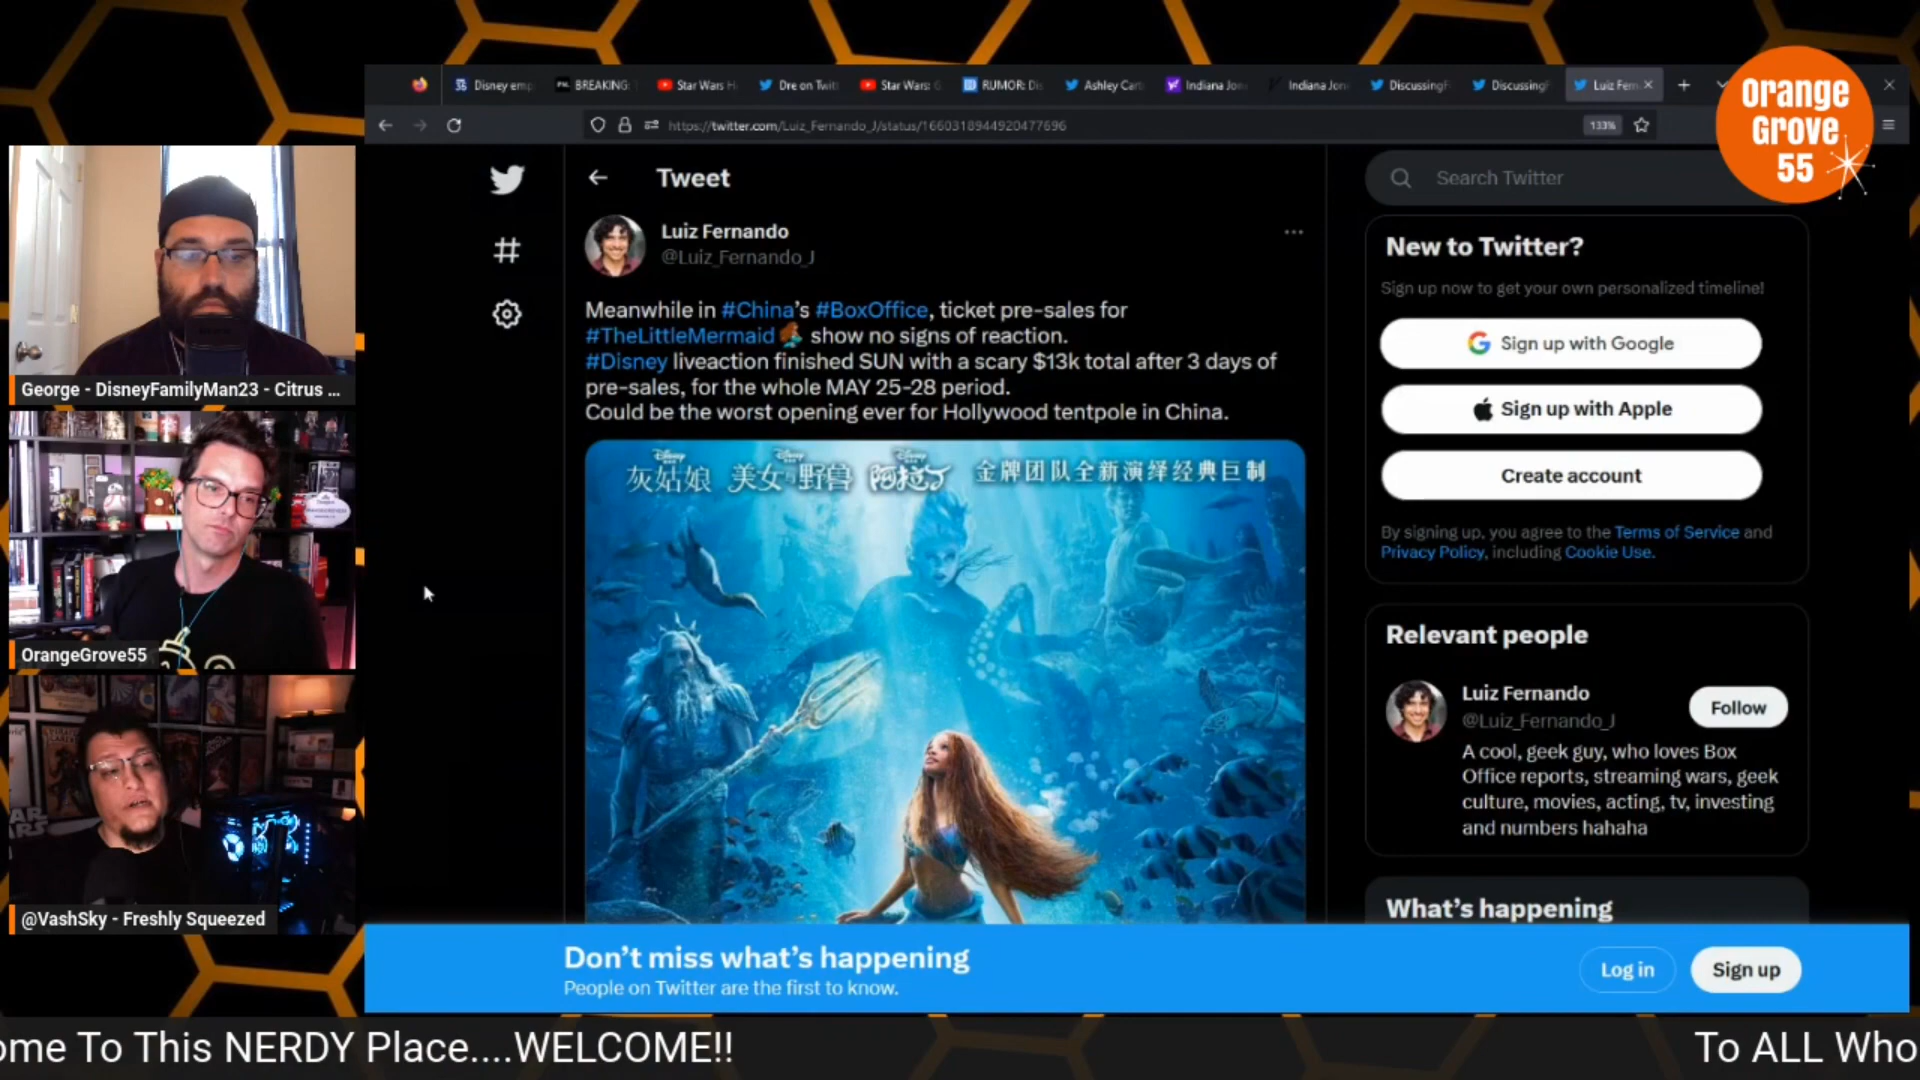 Disney emp
BREAKING:
Star Wars H
Dre on Twitt
Star Wars: G
RUMOR: Dis
Ashley Cart
Indiana Jon
Indiana Jon
DiscussingF
DiscussingF
Luiz Fern
https://twitter.com/Luiz_Fernando_J/status/1660318944920477696
133%
Orange
Grove
55
Tweet
Search Twitter
Luiz Fernando
@Luiz_Fernando_J
Meanwhile in #China's #BoxOffice, ticket pre-sales for
#TheLittleMermaid show no signs of reaction.
#Disney liveaction finished SUN with a scary $13k total after 3 days of
pre-sales, for the whole MAY 25-28 period.
Could be the worst opening ever for Hollywood tentpole in China.
Disney Disney Disney
灰姑娘 美女与野兽 阿拉丁 金牌团队全新演绎经典巨制
New to Twitter?
Sign up now to get your own personalized timeline!
Sign up with Google
Sign up with Apple
Create account
By signing up, you agree to the Terms of Service and
Privacy Policy, including Cookie Use.
Relevant people
Luiz Fernando
@Luiz_Fernando_J
Follow
A cool, geek guy, who loves Box
Office reports, streaming wars, geek
culture, movies, acting, tv, investing
and numbers hahaha
What's happening
George - DisneyFamilyMan23 - Citrus ...
OrangeGrove55
@VashSky - Freshly Squeezed
Don't miss what's happening
People on Twitter are the first to know.
Log in
Sign up
ome To This NERDY Place....WELCOME!!
To ALL Who